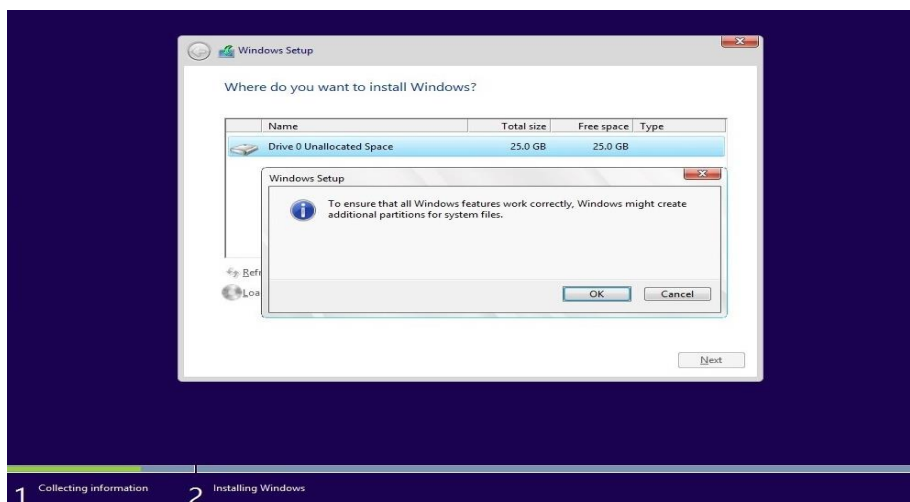 Windows Setup
Where do you want to install Windows?
Name Total size Free space Type
Drive 0 Unallocated Space 25.0 GB 25.0 GB
Windows Setup
To ensure that all Windows features work correctly, Windows might create
additional partitions for system files.
OK Cancel
Next
1 Collecting information 2 Installing Windows